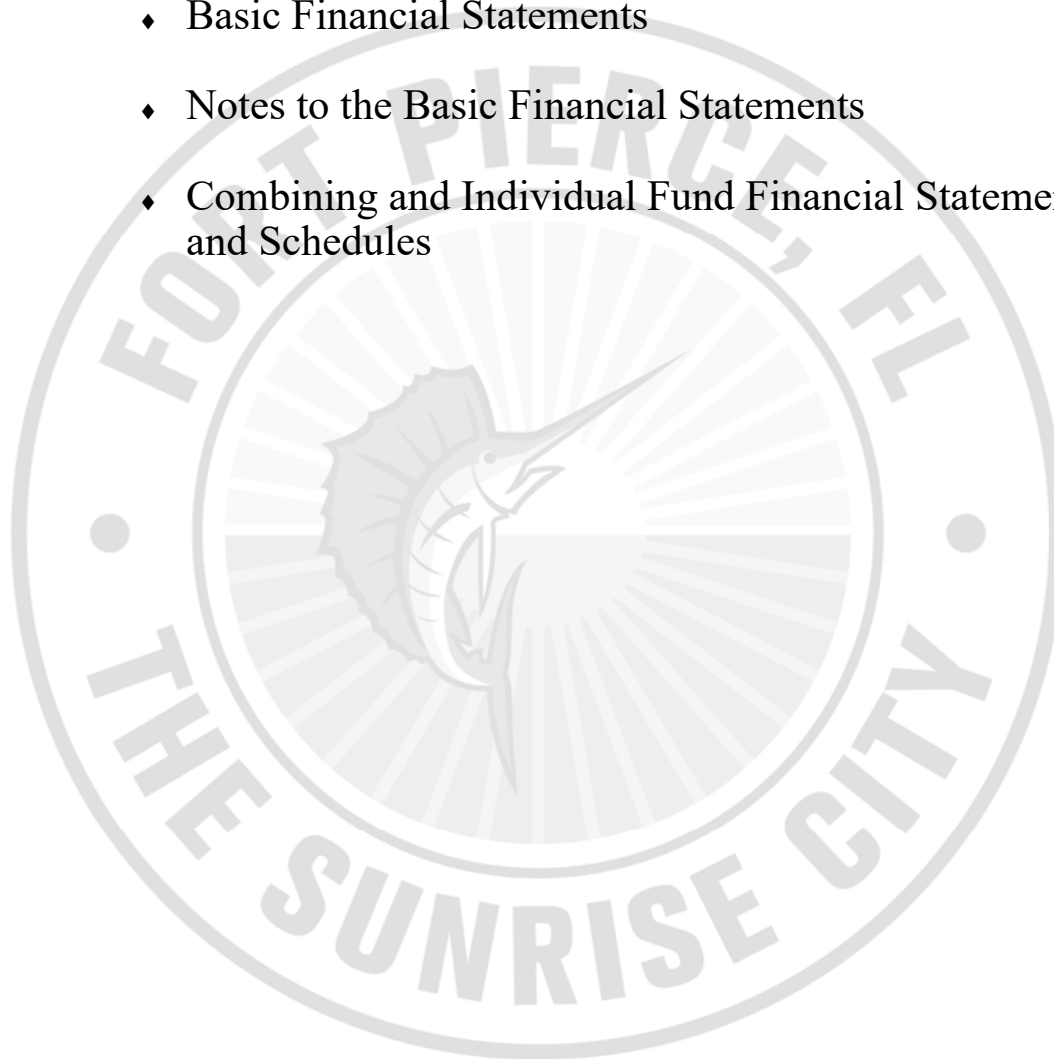 Basic Financial Statements
Notes to the Basic Financial Statements
Combining and Individual Fund Financial
and Schedules
FORT PIERCE, FL
THE SUNRISE CITY